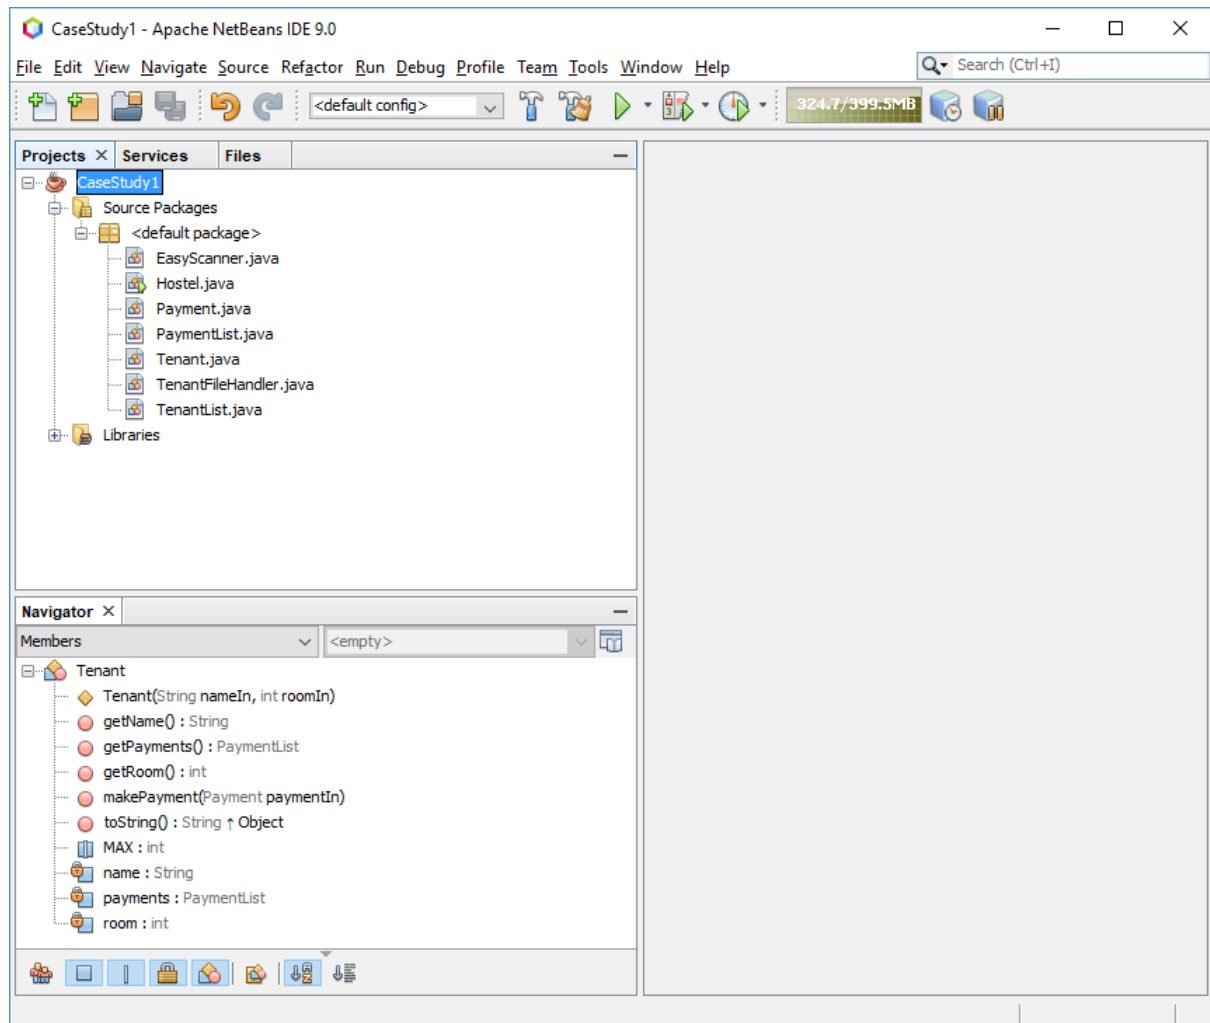 CaseStudy1 - Apache NetBeans IDE 9.0
File Edit View Navigate Source Refactor Run Debug Profile Team Tools Window Help
Search (Ctrl+I)
<default config>
324.7/399.5MB
Projects Services Files
CaseStudy1
Source Packages
<default package>
EasyScanner.java
Hostel.java
Payment.java
PaymentList.java
Tenant.java
TenantFileHandler.java
TenantList.java
Libraries
Navigator
Members <empty>
Tenant
Tenant(String nameIn, int roomIn)
getName() : String
getPayments() : PaymentList
getRoom() : int
makePayment(Payment paymentIn)
toString() : String ↑ Object
MAX : int
name : String
payments : PaymentList
room : int